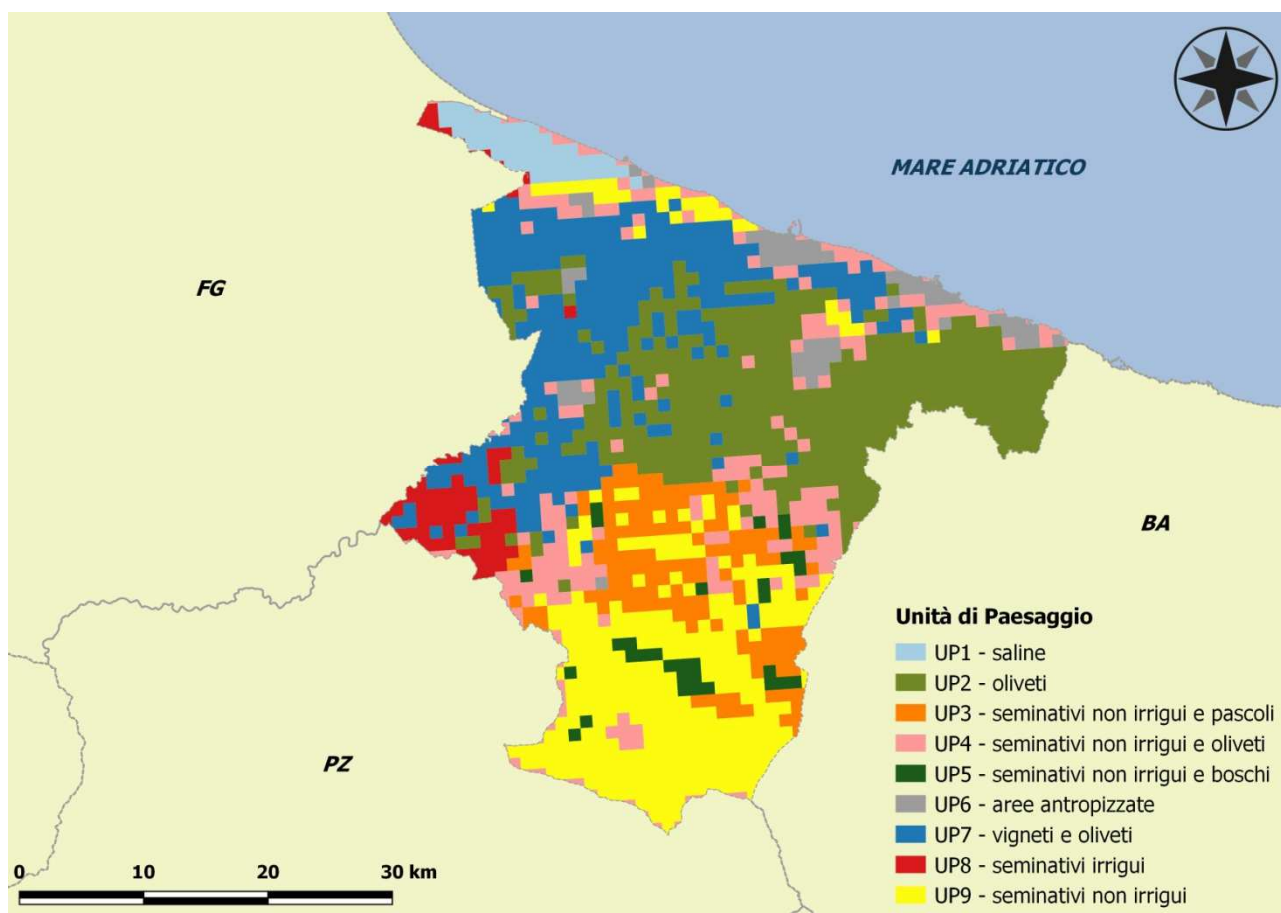 MARE ADRIATICO
FG
BA
PZ
Unità di Paesaggio
UP1 - saline
UP2 - oliveti
UP3 - seminativi non irrigui e pascoli
UP4 - seminativi non irrigui e oliveti
UP5 - seminativi non irrigui e boschi
UP6 - aree antropizzate
UP7 - vigneti e oliveti
UP8 - seminativi irrigui
UP9 - seminativi non irrigui
0 10 20 30 km